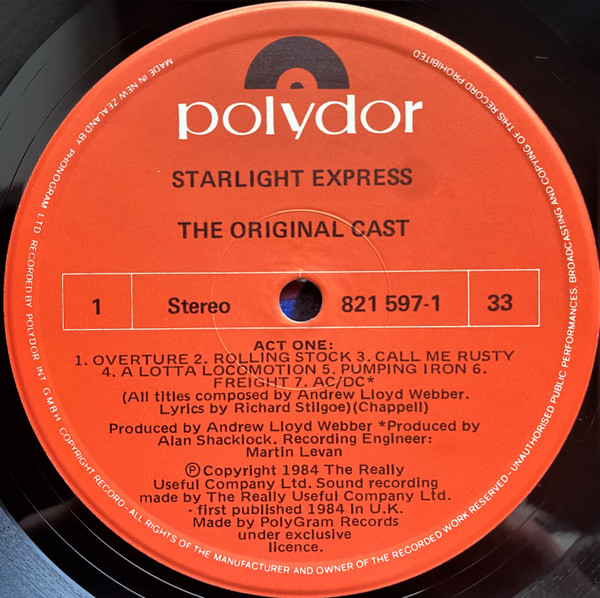 polydor
STARLIGHT EXPRESS
THE ORIGINAL CAST
1 Stereo 821 597-1 33
ACT ONE:
1. OVERTURE 2. ROLLING STOCK 3. CALL ME RUSTY
4. A LOTTA LOCOMOTION 5. PUMPING IRON 6.
FREIGHT 7. AC/DC*
(All titles composed by Andrew Lloyd Webber.
Lyrics by Richard Stilgoe)(Chappell)
Produced by Andrew Lloyd Webber *Produced by
Alan Shacklock. Recording Engineer:
Martin Levan
Ⓟ Copyright 1984 The Really
Useful Company Ltd. Sound recording
made by The Really Useful Company Ltd.
- first published 1984 In U.K.
Made by PolyGram Records
under exclusive
licence.
MADE IN NEW ZEALAND BY PHONOGRAM LTD RECORDED BY POLYDOR INT GMBH COPYRIGHT RECORD - ALL RIGHTS OF THE MANUFACTURER AND OWNER OF THE RECORDED WORK RESERVED - UNAUTHORISED PUBLIC PERFORMANCES. BROADCASTING AND COPYING OF THIS RECORD PROHIBITED